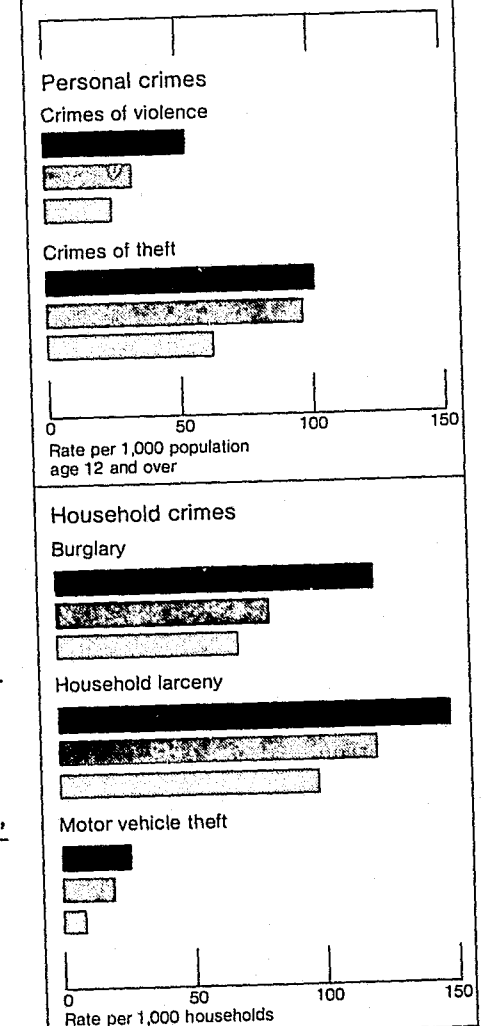 Personal crimes
Crimes of violence
Crimes of theft
0 50 100 150
Rate per 1,000 population
age 12 and over
Household crimes
Burglary
Household larceny
Motor vehicle theft
0 50 100 150
Rate per 1,000 households